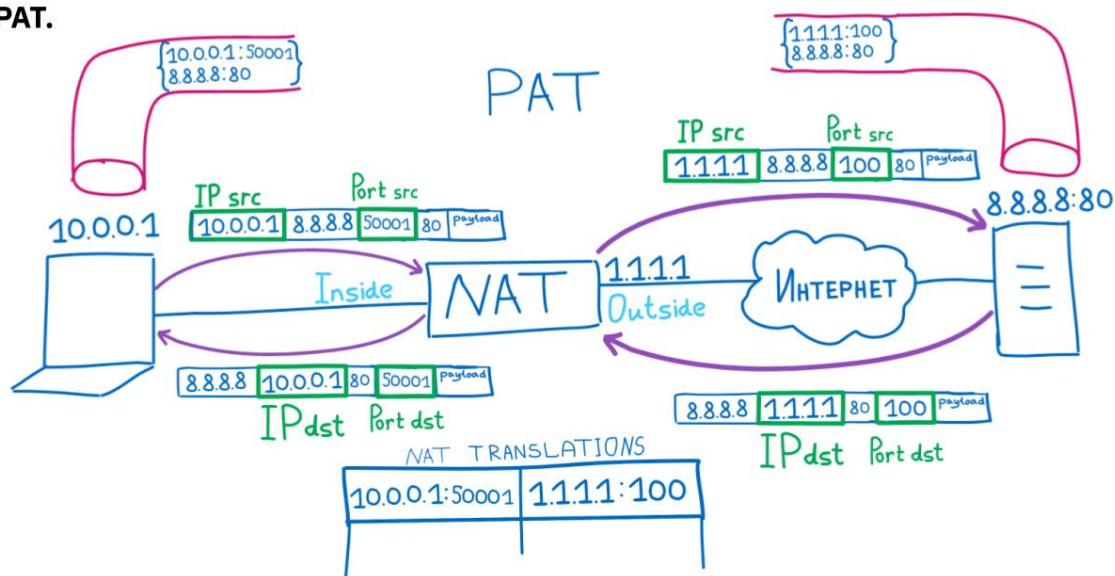 PAT.
{10.0.0.1:50001
8.8.8.8:80}
{1.1.1.1:100
8.8.8.8:80}
PAT
IP src Port src
1.1.1.1 8.8.8.8 100 80 payload
IP src Port src
10.0.0.1 8.8.8.8 50001 80 payload
10.0.0.1
8.8.8.8:80
Inside
NAT
1.1.1.1
Outside
Интернет
8.8.8.8 10.0.0.1 80 50001 payload
IP dst Port dst
8.8.8.8 1.1.1.1 80 100 payload
IP dst Port dst
NAT TRANSLATIONS
10.0.0.1:50001 1.1.1.1:100